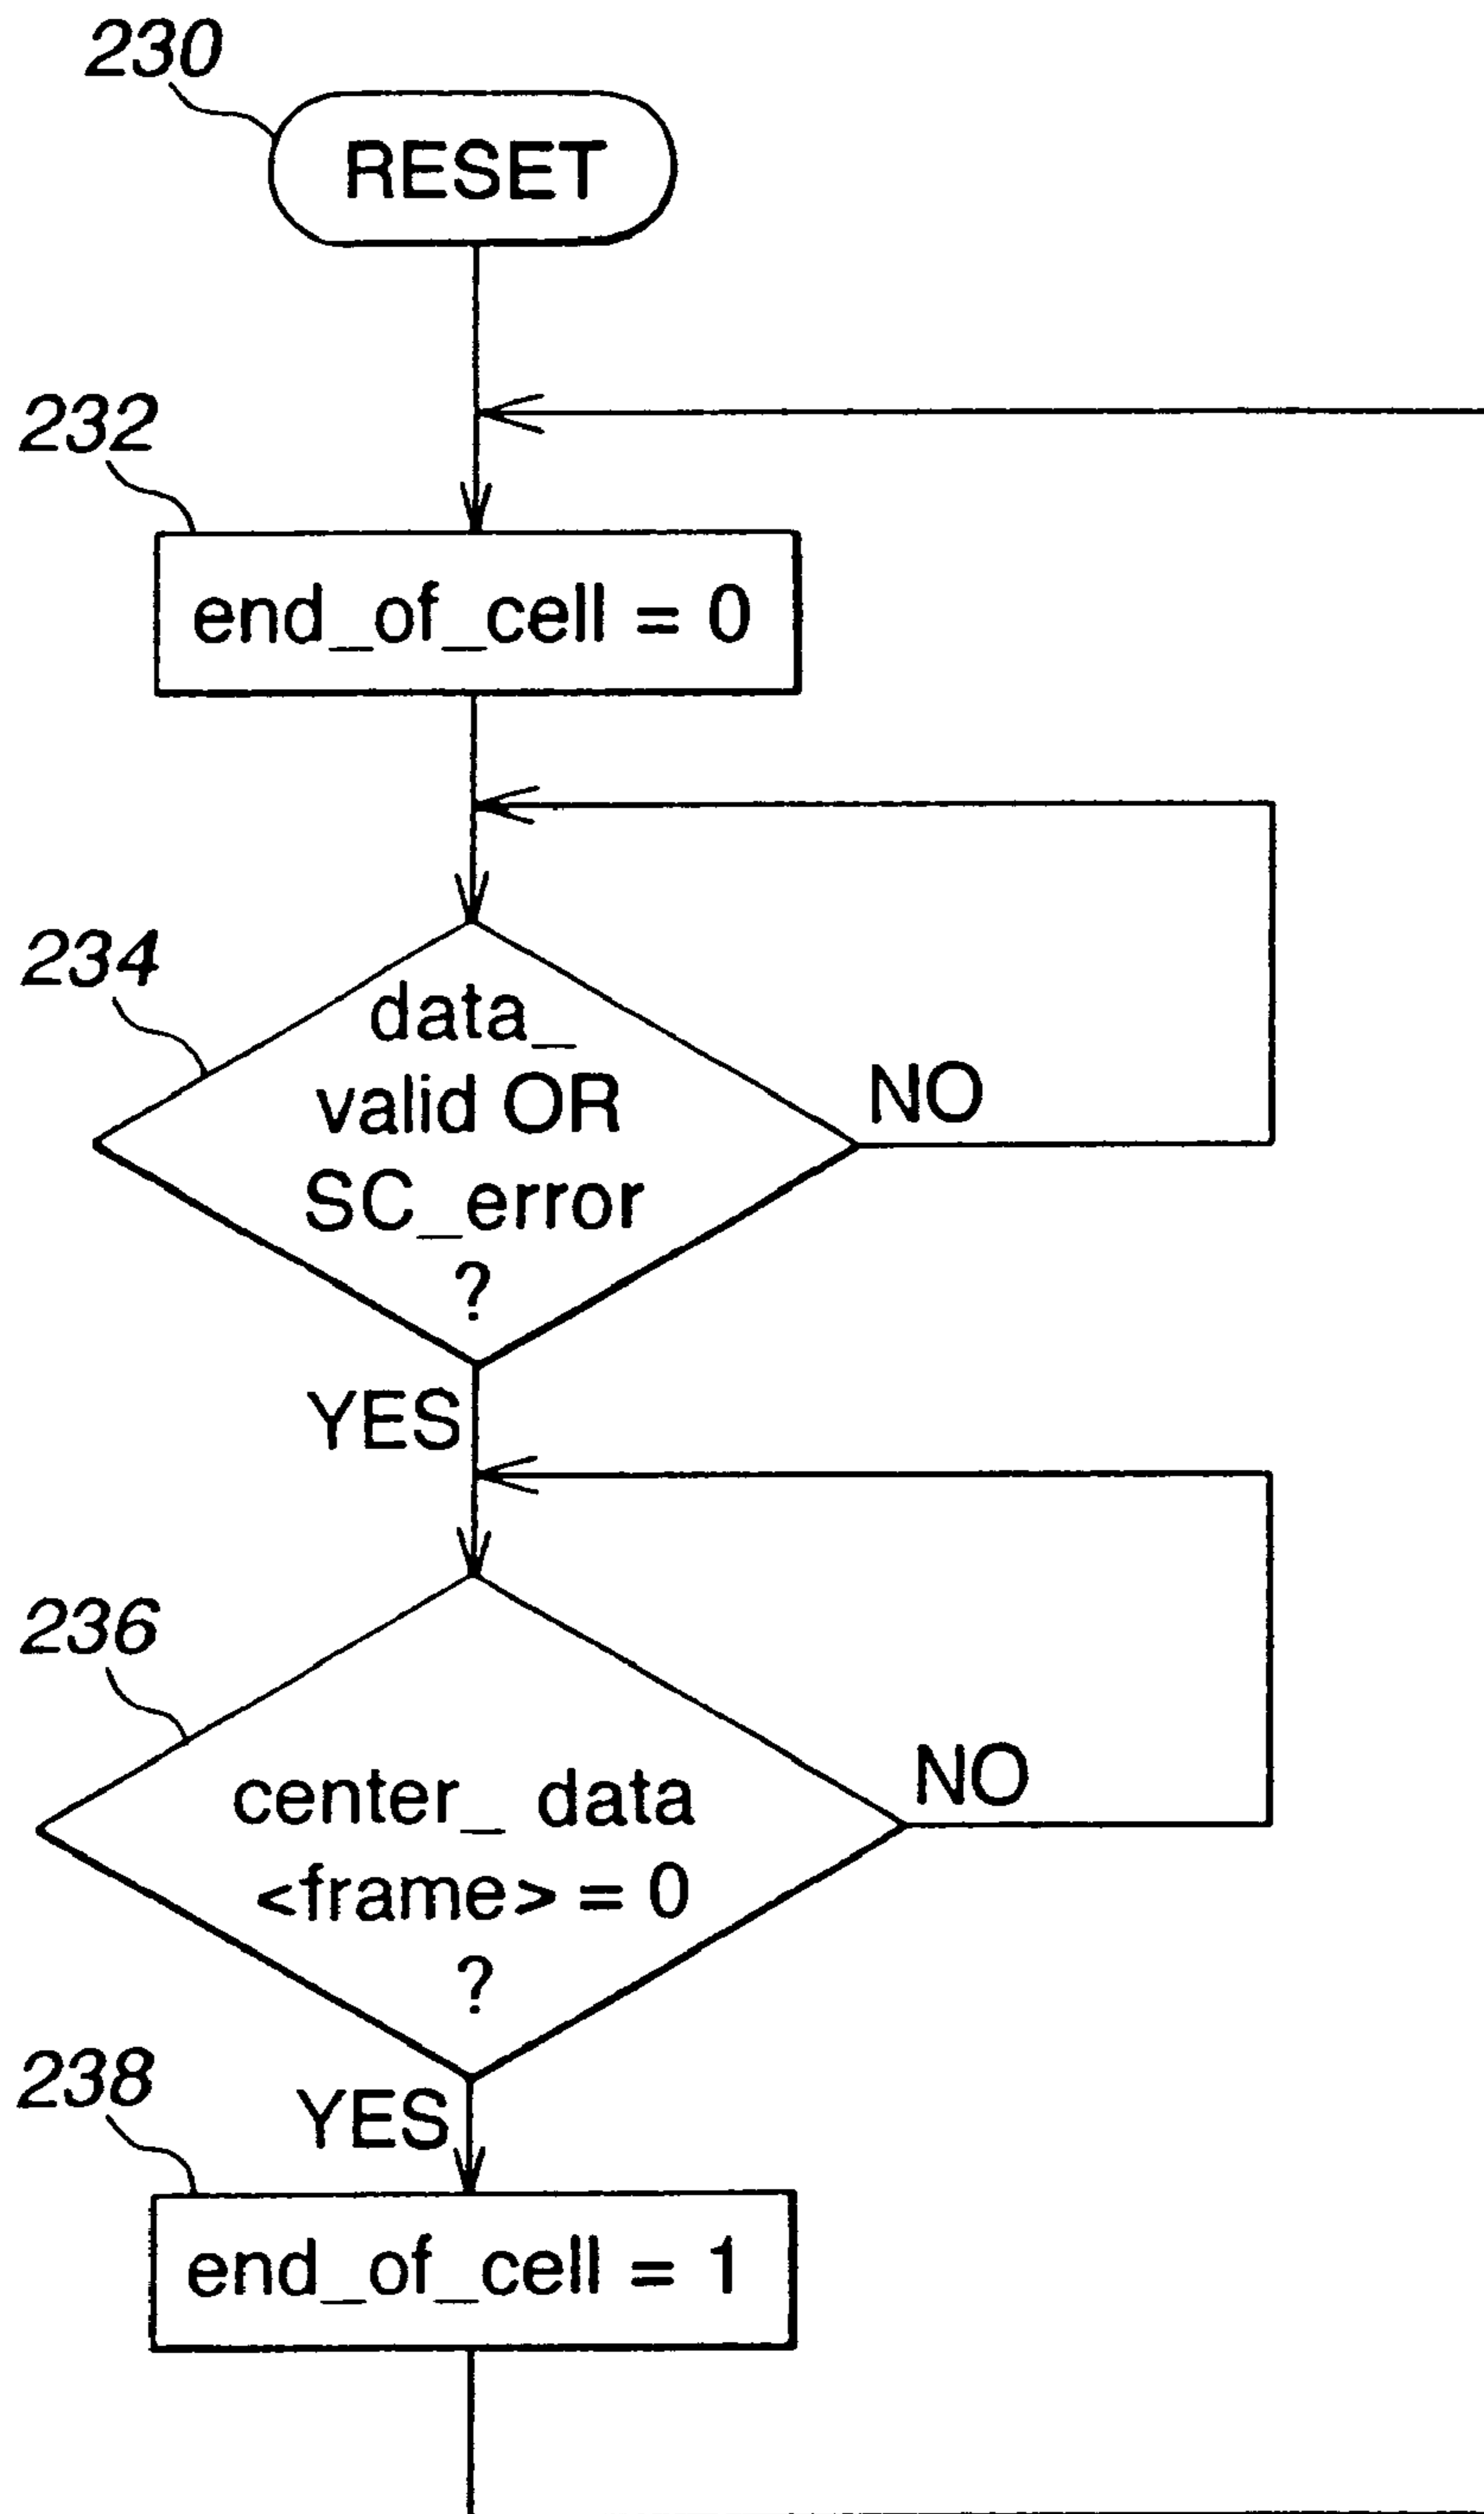 230
RESET
232
end_of_cell = 0
234
data_
valid OR
SC_error
?
NO
YES
236
center_ data
<frame> = 0
?
NO
YES
238
end_of_cell = 1